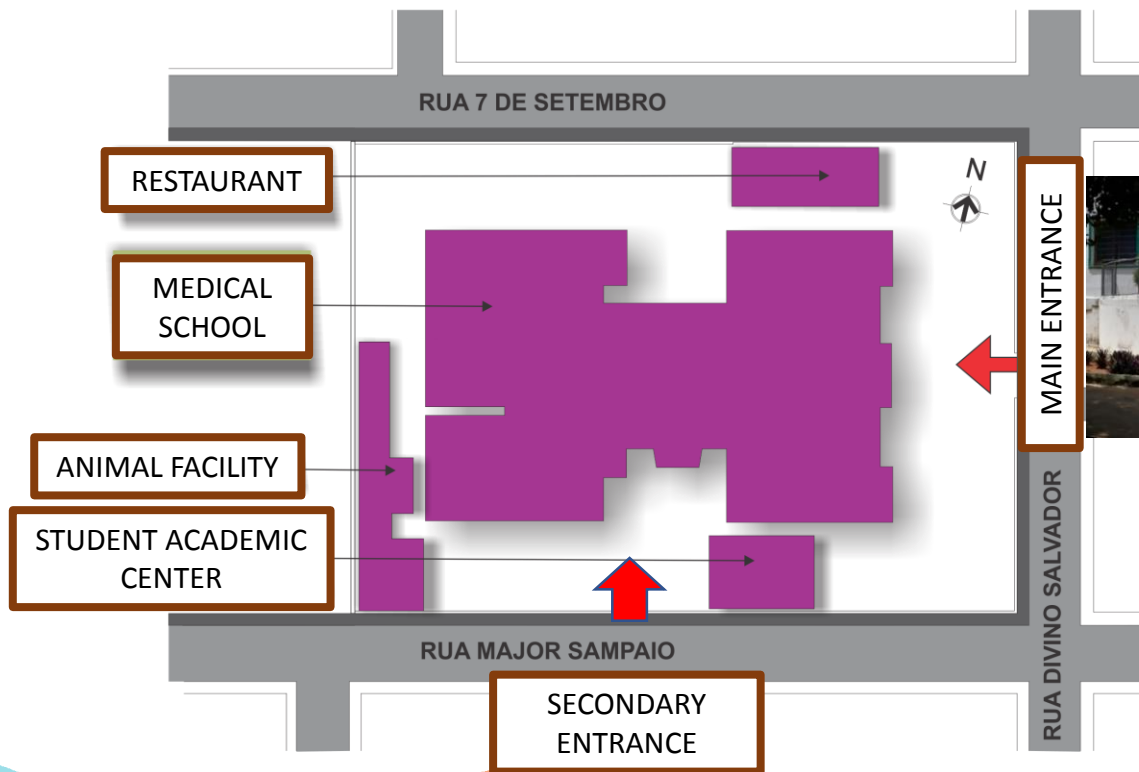 RUA 7 DE SETEMBRO
RESTAURANT
N
MEDICAL
SCHOOL
MAIN ENTRANCE
ANIMAL FACILITY
STUDENT ACADEMIC
CENTER
RUA DIVINO SALVADOR
RUA MAJOR SAMPAIO
SECONDARY
ENTRANCE